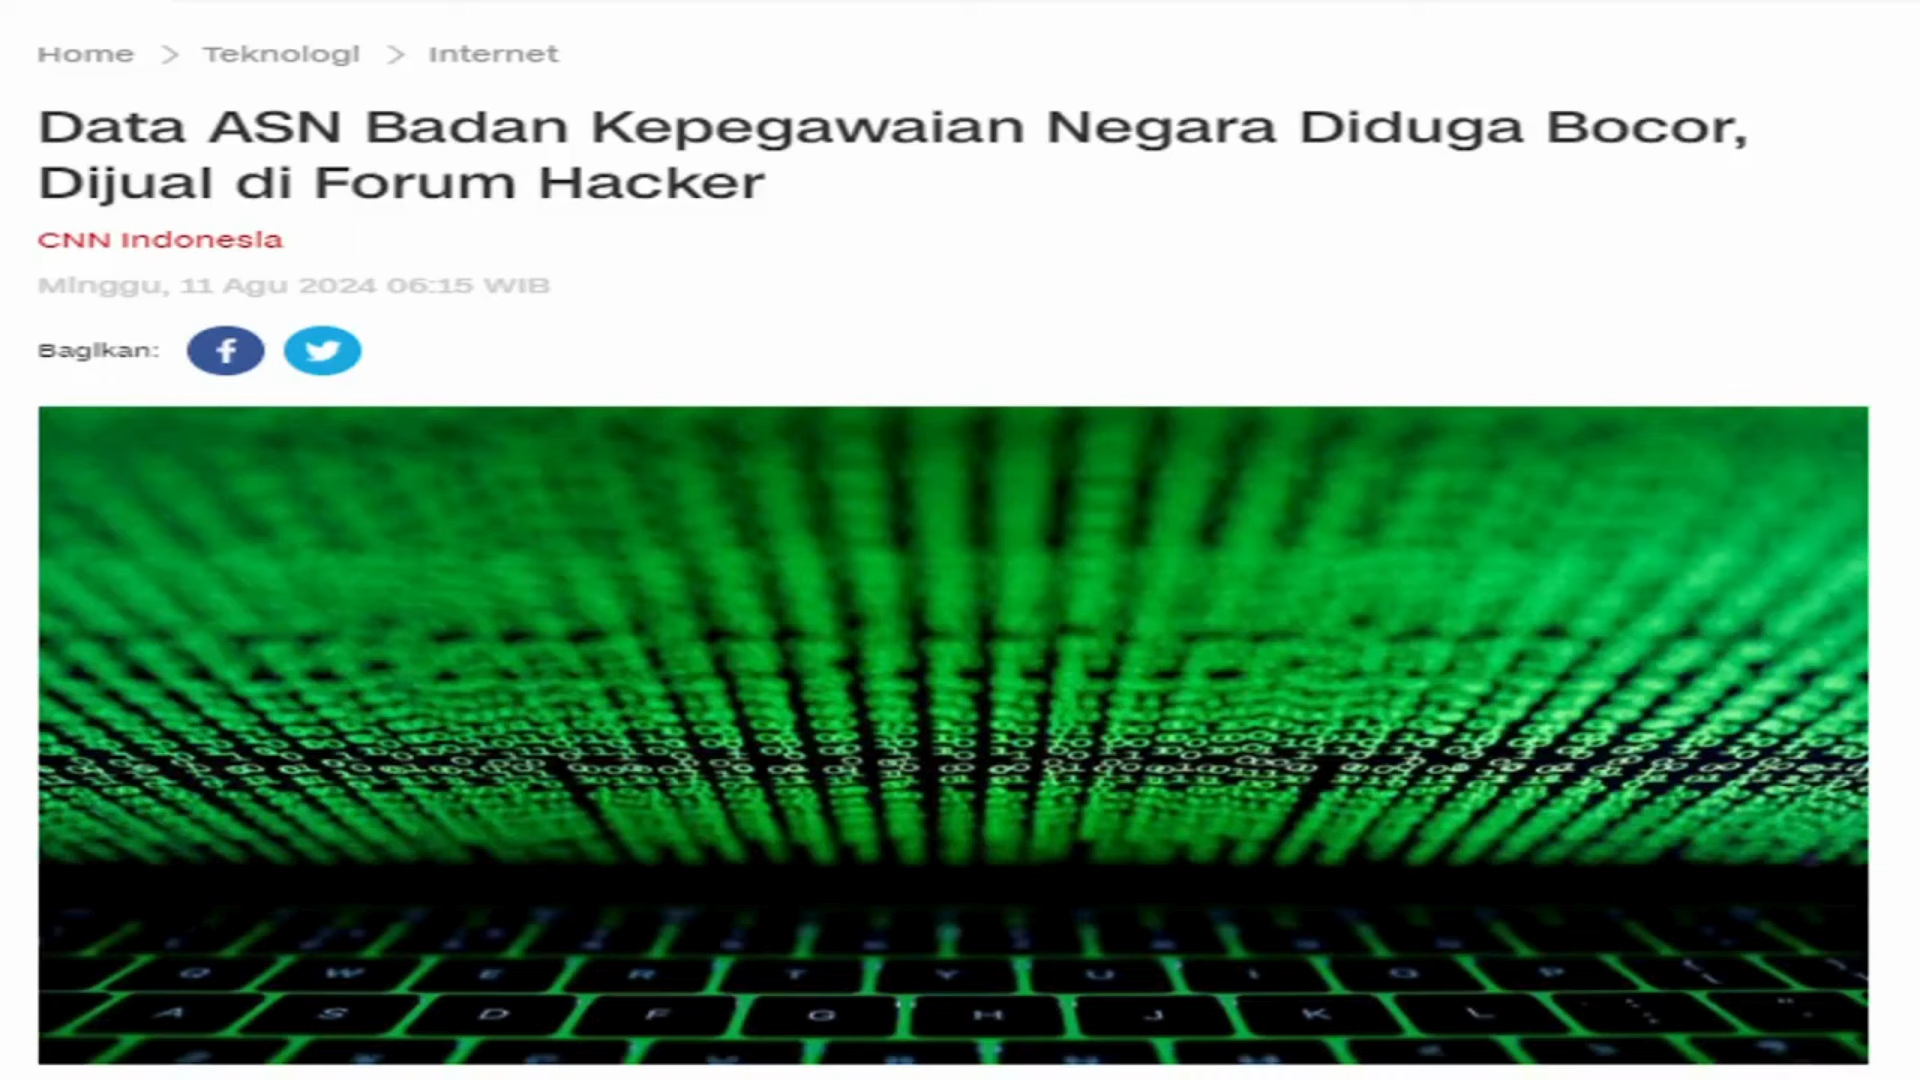 Home > Teknologi > Internet
Data ASN Badan Kepegawaian Negara Diduga Bocor,
Dijual di Forum Hacker
CNN Indonesia
Minggu, 11 Agu 2024 06:15 WIB
Bagikan:
Q W E R T Y U I O P
A S D F G H J K L